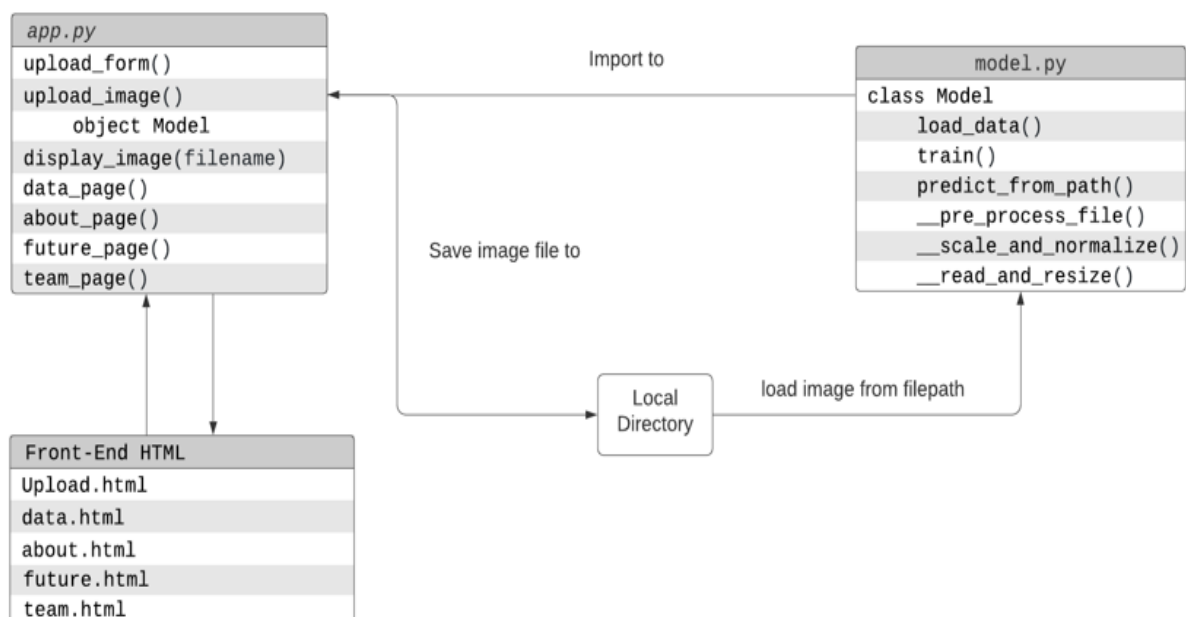 app.py
upload_form()
upload_image()
object Model
display_image(filename)
data_page()
about_page()
future_page()
team_page()
Import to
model.py
class Model
load_data()
train()
predict_from_path()
__pre_process_file()
__scale_and_normalize()
__read_and_resize()
Save image file to
Local
Directory
load image from filepath
Front-End HTML
Upload.html
data.html
about.html
future.html
team.html